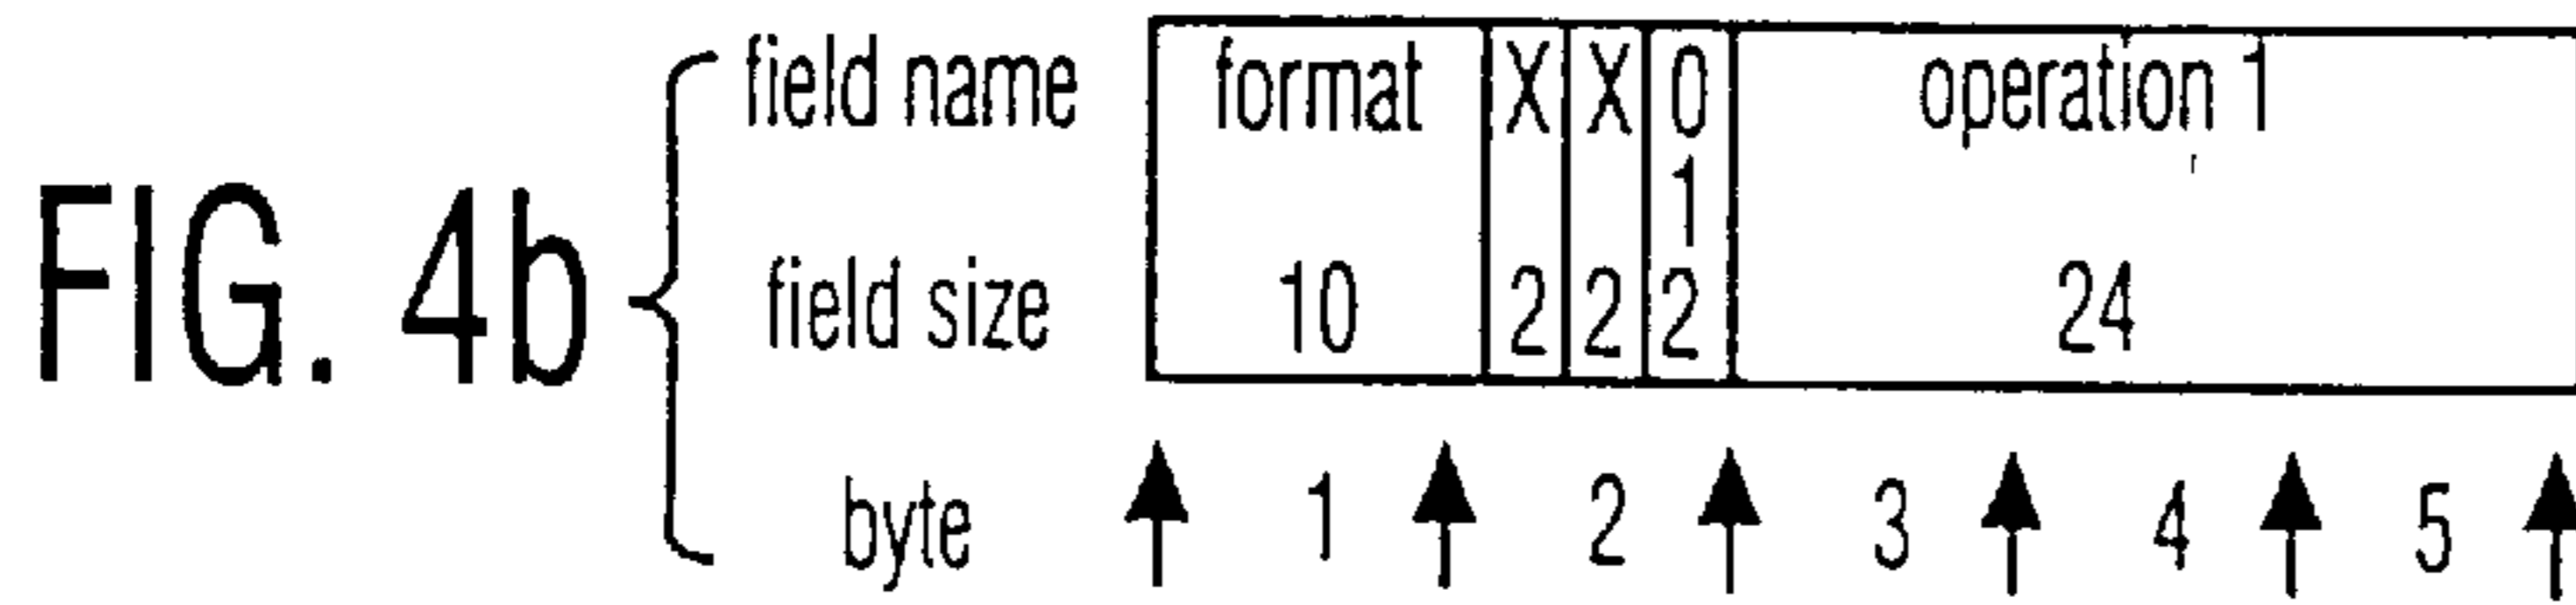 field name format X X 0 operation 1
1
FIG. 4b
field size 10 2 2 2 24
byte 1 2 3 4 5